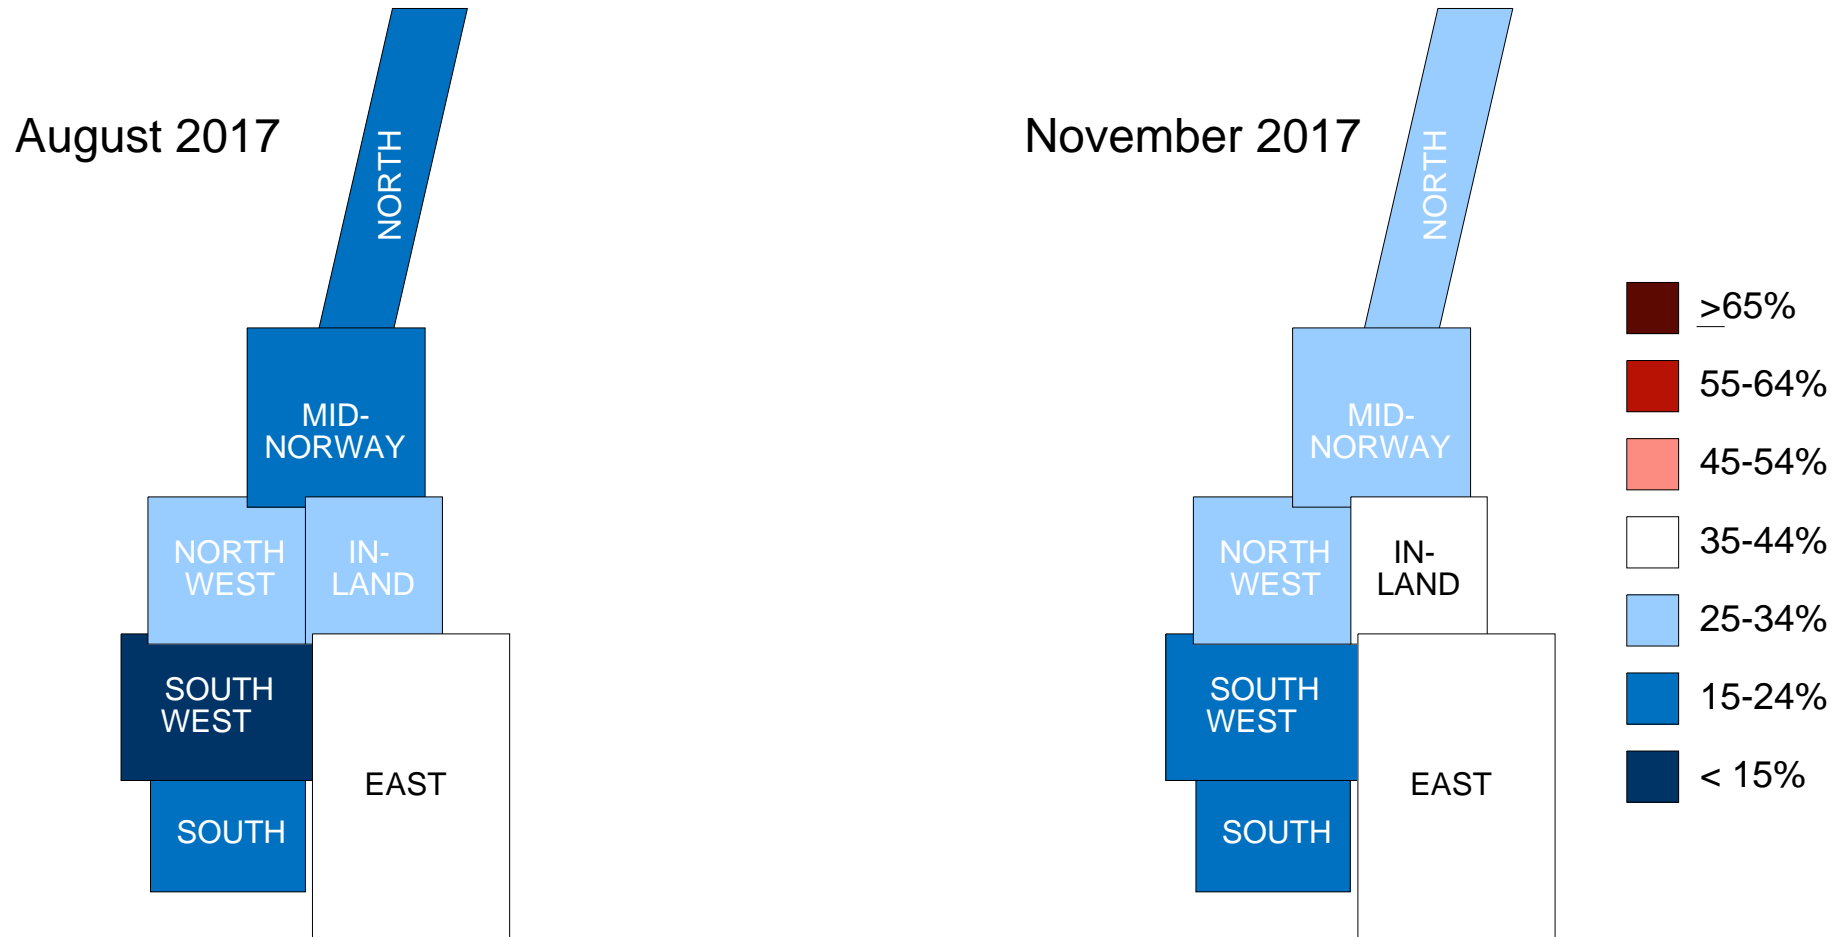 August 2017
NORTH
MID-
NORWAY
NORTH
WEST
IN-
LAND
SOUTH
WEST
EAST
SOUTH
November 2017
NORTH
MID-
NORWAY
NORTH
WEST
IN-
LAND
SOUTH
WEST
EAST
SOUTH
>65%
55-64%
45-54%
35-44%
25-34%
15-24%
< 15%